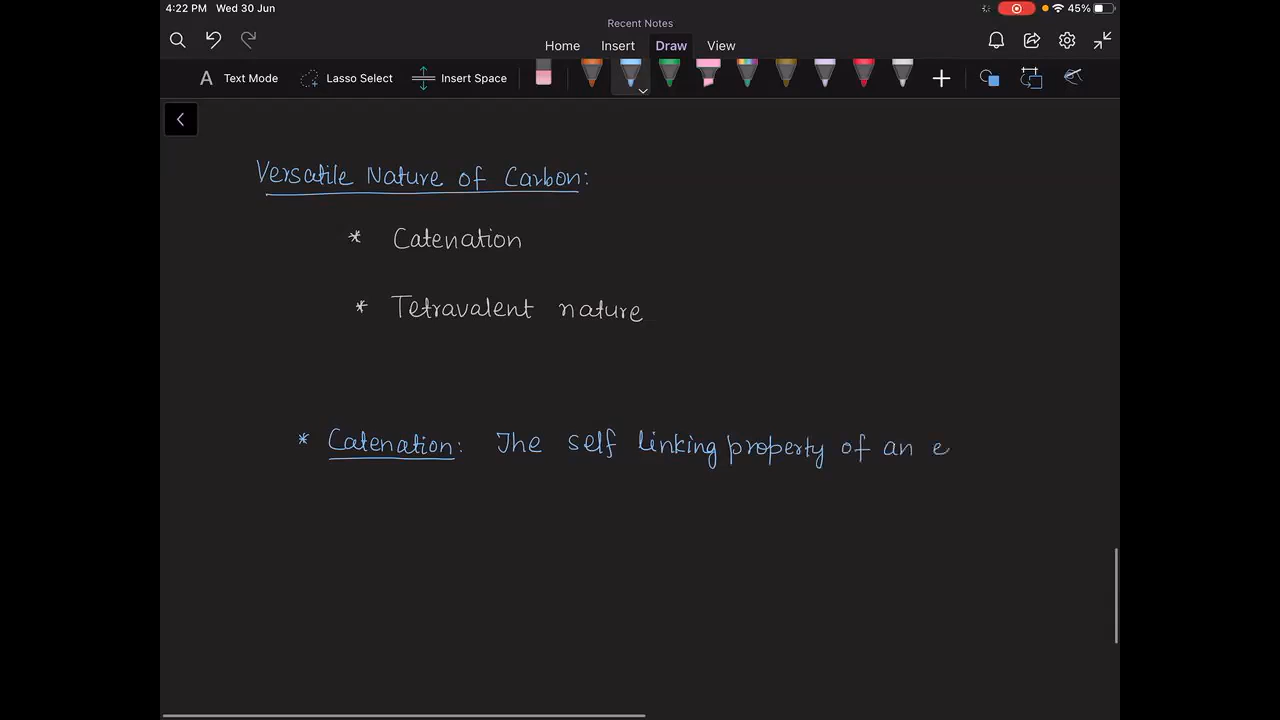 4:22 PM Wed 30 Jun
45%
Recent Notes
Home Insert Draw View
A Text Mode Lasso Select Insert Space
Versatile Nature of Carbon:
* Catenation
* Tetravalent nature
* Catenation: The self linking property of an e